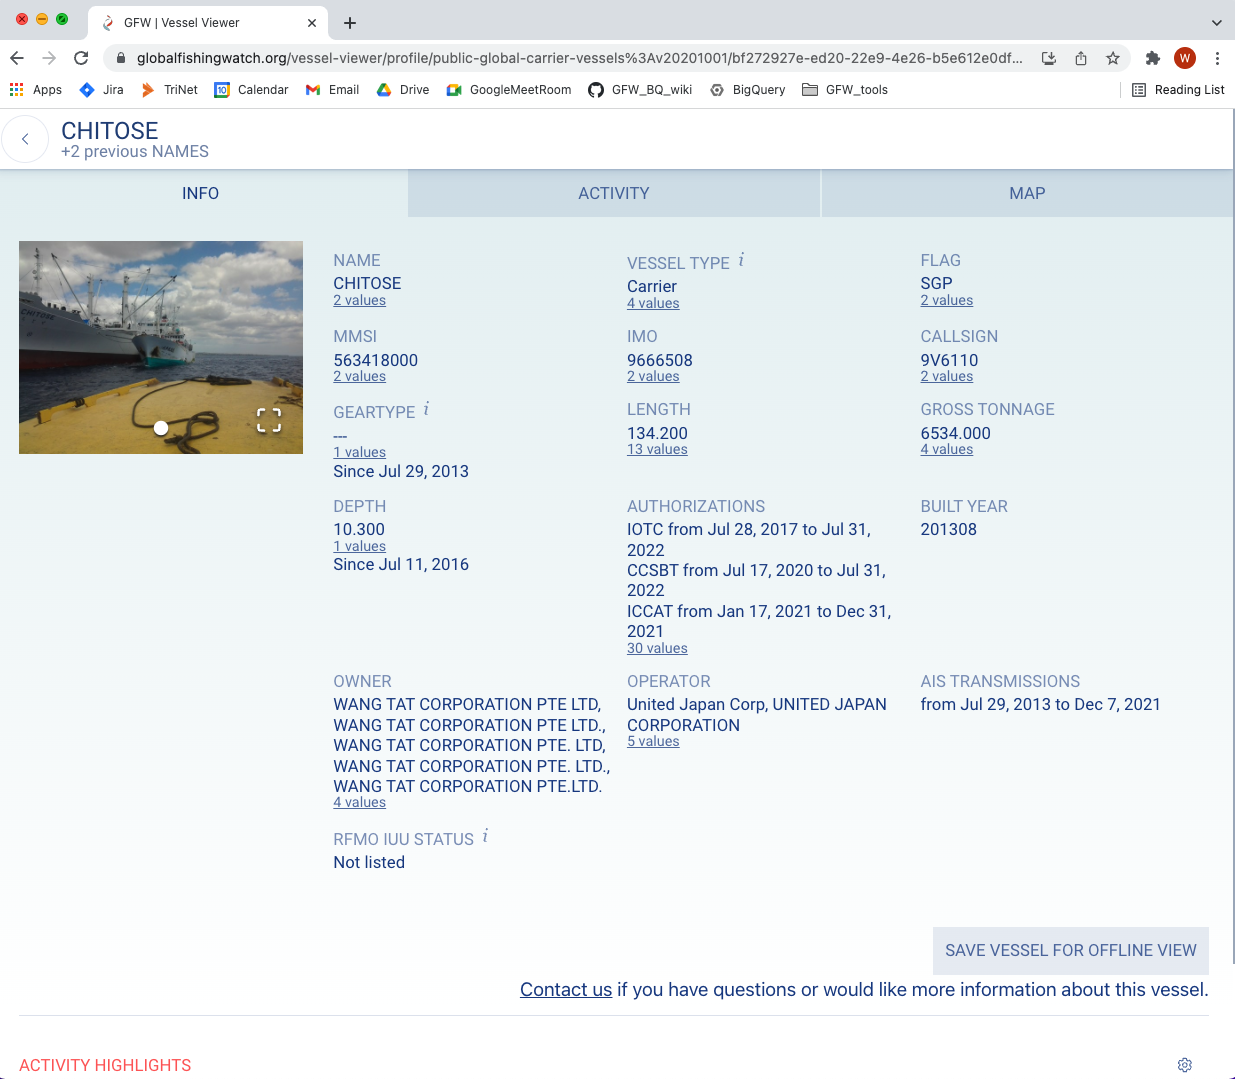 GFW | Vessel Viewer
globalfishingwatch.org/vessel-viewer/profile/public-global-carrier-vessels%3Av20201001/bf272927e-ed20-22e9-4e26-b5e612e0df...
W
Apps Jira TriNet 10 Calendar Email Drive GoogleMeetRoom GFW_BQ_wiki BigQuery GFW_tools Reading List
CHITOSE
+2 previous NAMES
INFO ACTIVITY MAP
CHITOSE
NAME
CHITOSE
2 values
VESSEL TYPE i
Carrier
4 values
FLAG
SGP
2 values
MMSI
563418000
2 values
IMO
9666508
2 values
CALLSIGN
9V6110
2 values
GEARTYPE i
---
1 values
Since Jul 29, 2013
LENGTH
134.200
13 values
GROSS TONNAGE
6534.000
4 values
DEPTH
10.300
1 values
Since Jul 11, 2016
AUTHORIZATIONS
IOTC from Jul 28, 2017 to Jul 31,
2022
CCSBT from Jul 17, 2020 to Jul 31,
2022
ICCAT from Jan 17, 2021 to Dec 31,
2021
30 values
BUILT YEAR
201308
OWNER
WANG TAT CORPORATION PTE LTD,
WANG TAT CORPORATION PTE LTD.,
WANG TAT CORPORATION PTE. LTD,
WANG TAT CORPORATION PTE. LTD.,
WANG TAT CORPORATION PTE.LTD.
4 values
OPERATOR
United Japan Corp, UNITED JAPAN
CORPORATION
5 values
AIS TRANSMISSIONS
from Jul 29, 2013 to Dec 7, 2021
RFMO IUU STATUS i
Not listed
SAVE VESSEL FOR OFFLINE VIEW
Contact us if you have questions or would like more information about this vessel.
ACTIVITY HIGHLIGHTS